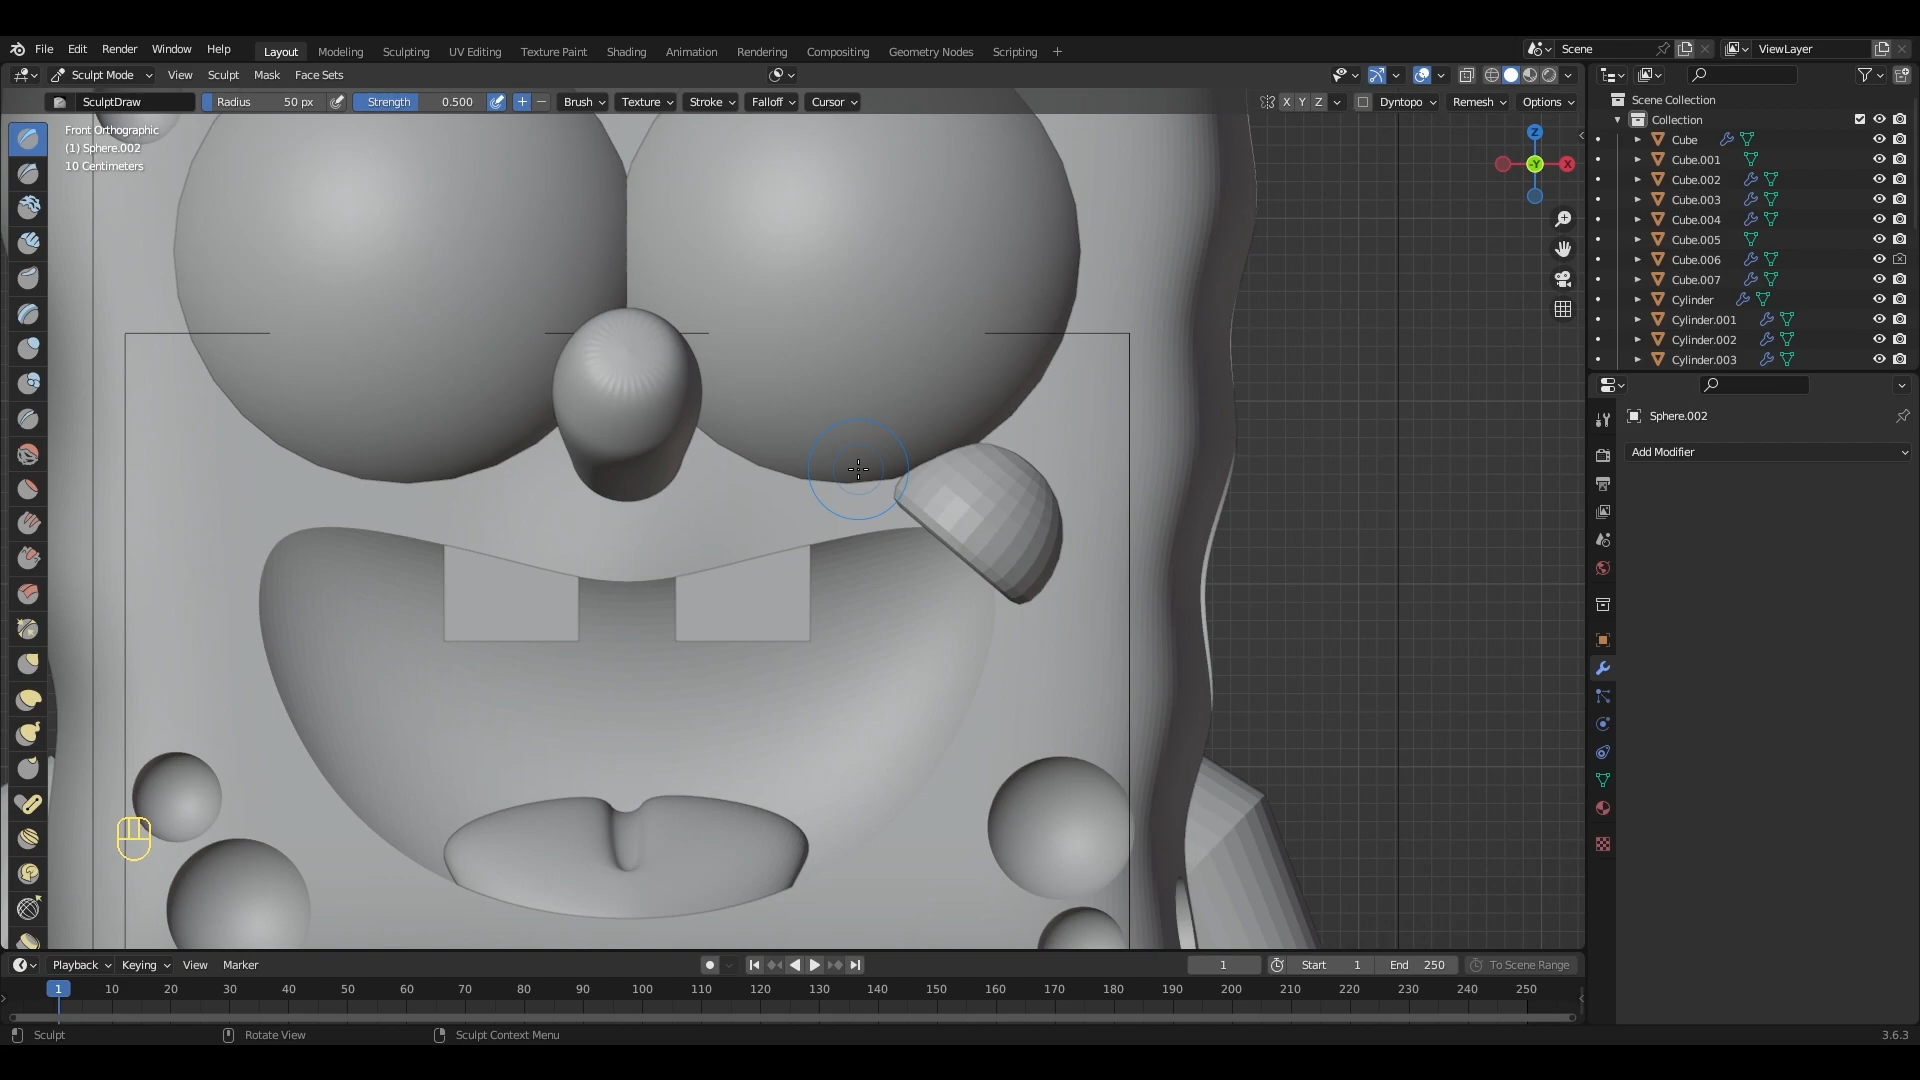 File Edit Render Window Help Layout Modeling Sculpting UV Editing Texture Paint Shading Animation Rendering Compositing Geometry Nodes Scripting + Scene ViewLayer
Sculpt Mode View Sculpt Mask Face Sets
SculptDraw Radius 50 px Strength 0.500 + − Brush Texture Stroke Falloff Cursor X Y Z Dyntopo Remesh Options
Front Orthographic
(1) Sphere.002
10 Centimeters
Z
-Y
X
Scene Collection
Collection
Cube
Cube.001
Cube.002
Cube.003
Cube.004
Cube.005
Cube.006
Cube.007
Cylinder
Cylinder.001
Cylinder.002
Cylinder.003
Sphere.002
Add Modifier
Playback Keying View Marker 1 Start 1 End 250 To Scene Range
1 10 20 30 40 50 60 70 80 90 100 110 120 130 140 150 160 170 180 190 200 210 220 230 240 250
Sculpt Rotate View Sculpt Context Menu 3.6.3